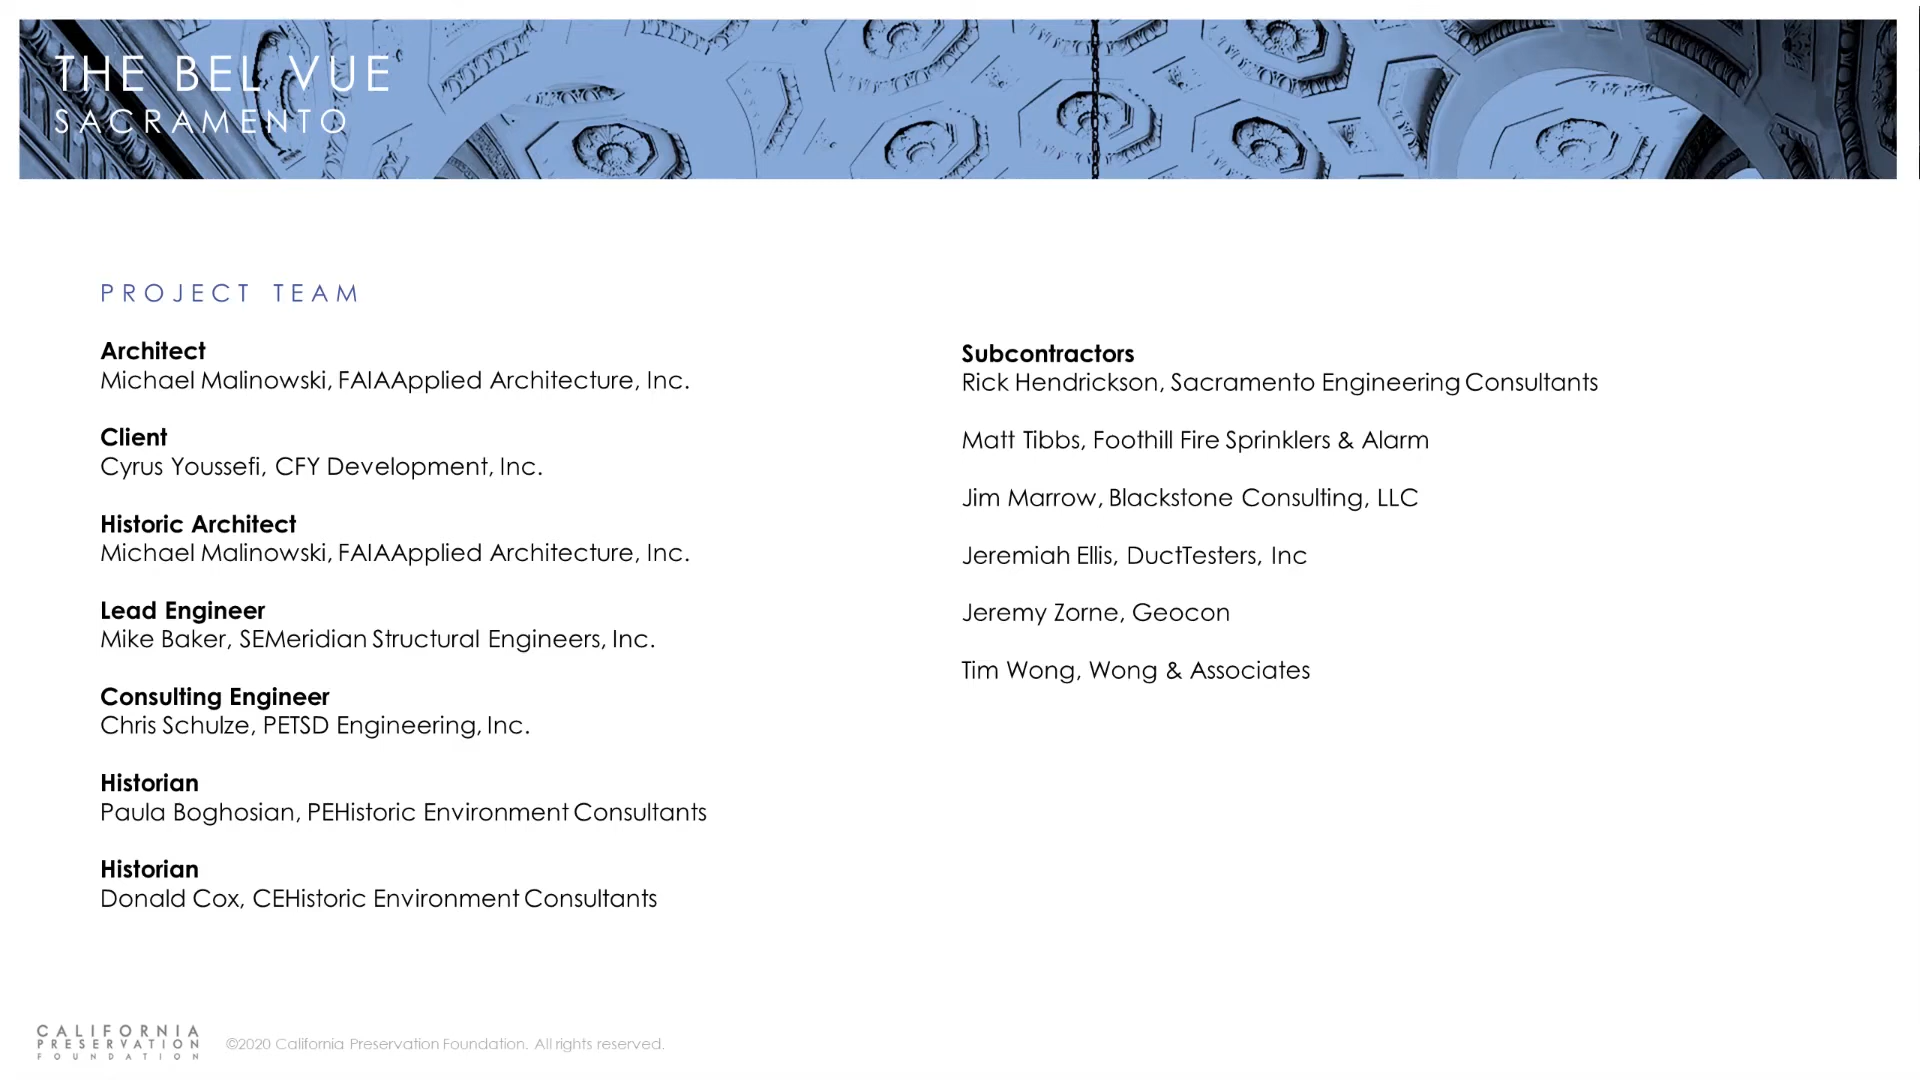 THE BEL VUE
SACRAMENTO
PROJECT TEAM
Architect
Michael Malinowski, FAIAApplied Architecture, Inc.
Client
Cyrus Youssefi, CFY Development, Inc.
Historic Architect
Michael Malinowski, FAIAApplied Architecture, Inc.
Lead Engineer
Mike Baker, SEMeridian Structural Engineers, Inc.
Consulting Engineer
Chris Schulze, PETSD Engineering, Inc.
Historian
Paula Boghosian, PEHistoric Environment Consultants
Historian
Donald Cox, CEHistoric Environment Consultants
Subcontractors
Rick Hendrickson, Sacramento Engineering Consultants
Matt Tibbs, Foothill Fire Sprinklers & Alarm
Jim Marrow, Blackstone Consulting, LLC
Jeremiah Ellis, DuctTesters, Inc
Jeremy Zorne, Geocon
Tim Wong, Wong & Associates
CALIFORNIA
PRESERVATION
FOUNDATION
©2020 California Preservation Foundation. All rights reserved.